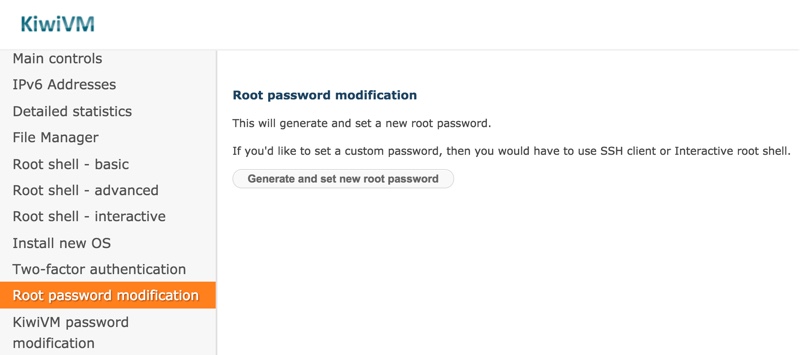 KiwiVM
Main controls
IPv6 Addresses
Detailed statistics
File Manager
Root shell - basic
Root shell - advanced
Root shell - interactive
Install new OS
Two-factor authentication
Root password modification
KiwiVM password
modification
Root password modification
This will generate and set a new root password.
If you'd like to set a custom password, then you would have to use SSH client or Interactive root shell.
Generate and set new root password